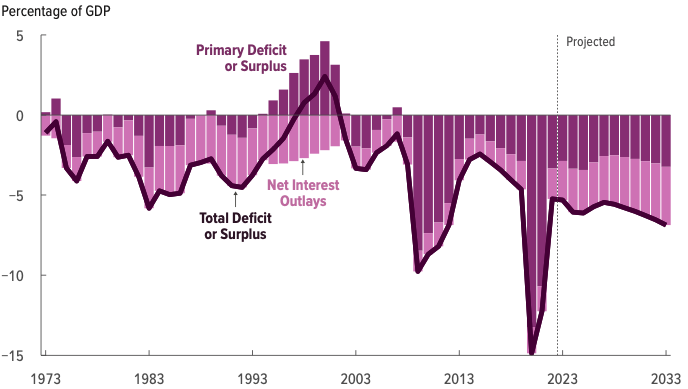 Percentage of GDP
5
Projected
Primary Deficit
or Surplus
0
Net Interest
Outlays
−5
Total Deficit
or Surplus
−10
−15
1973 1983 1993 2003 2013 2023 2033